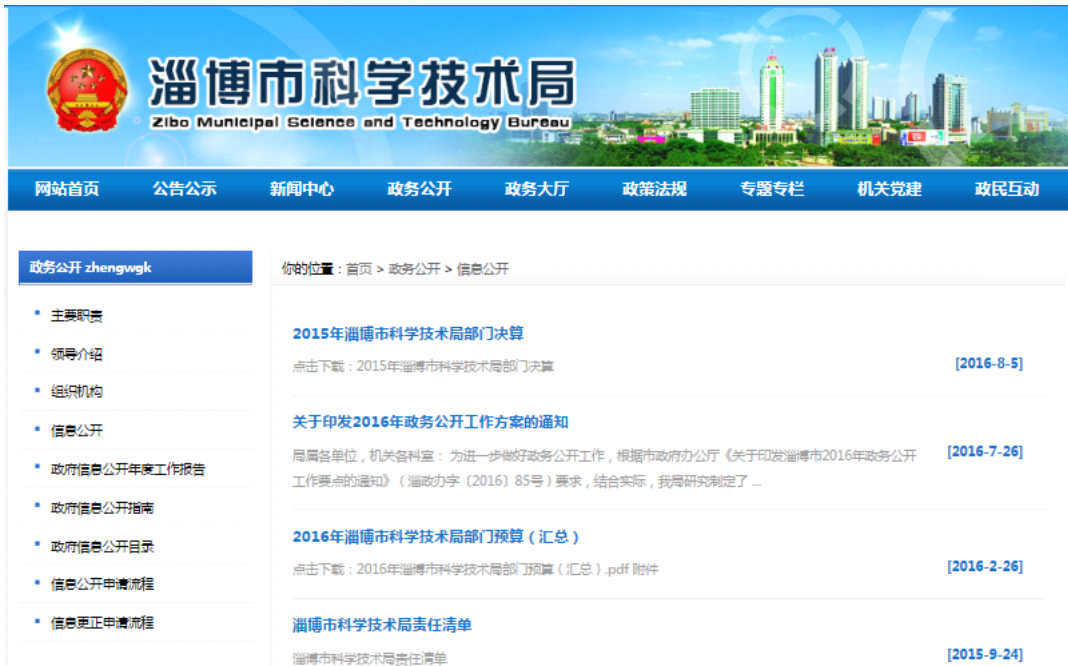 淄博市科学技术局
Zibo Municipal Science and Technology Bureau
网站首页 公告公示 新闻中心 政务公开 政务大厅 政策法规 专题专栏 机关党建 政民互动
政务公开 zhengwgk
主要职责
领导介绍
组织机构
信息公开
政府信息公开年度工作报告
政府信息公开指南
政府信息公开目录
信息公开申请流程
信息更正申请流程
你的位置：首页 > 政务公开 > 信息公开
2015年淄博市科学技术局部门决算
点击下载：2015年淄博市科学技术局部门决算
[2016-8-5]
关于印发2016年政务公开工作方案的通知
局属各单位，机关各科室： 为进一步做好政务公开工作，根据市政府办公厅《关于印发淄博市2016年政务公开
工作要点的通知》（淄政办字〔2016〕85号）要求，结合实际，我局研究制定了 ...
[2016-7-26]
2016年淄博市科学技术局部门预算（汇总）
点击下载：2016年淄博市科学技术局部门预算（汇总）.pdf 附件
[2016-2-26]
淄博市科学技术局责任清单
淄博市科学技术局责任清单
[2015-9-24]